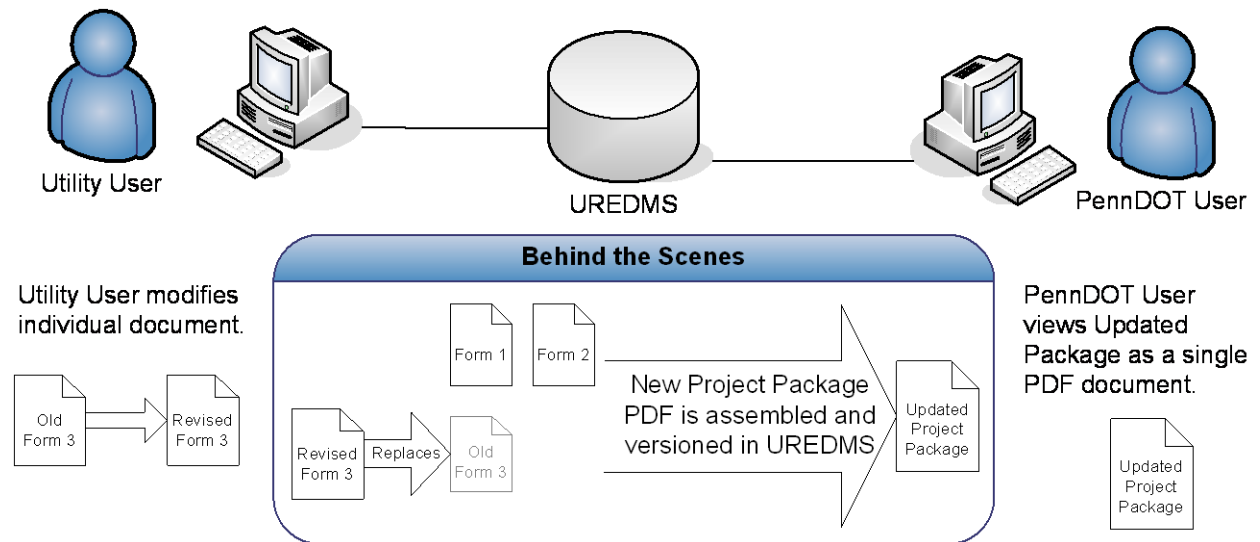 Utility User
UREDMS
PennDOT User
Behind the Scenes
Utility User modifies
individual document.
Old
Form 3
Revised
Form 3
Form 1
Form 2
Revised
Form 3
Replaces
Old
Form 3
New Project Package
PDF is assembled and
versioned in UREDMS
Updated
Project
Package
PennDOT User
views Updated
Package as a single
PDF document.
Updated
Project
Package